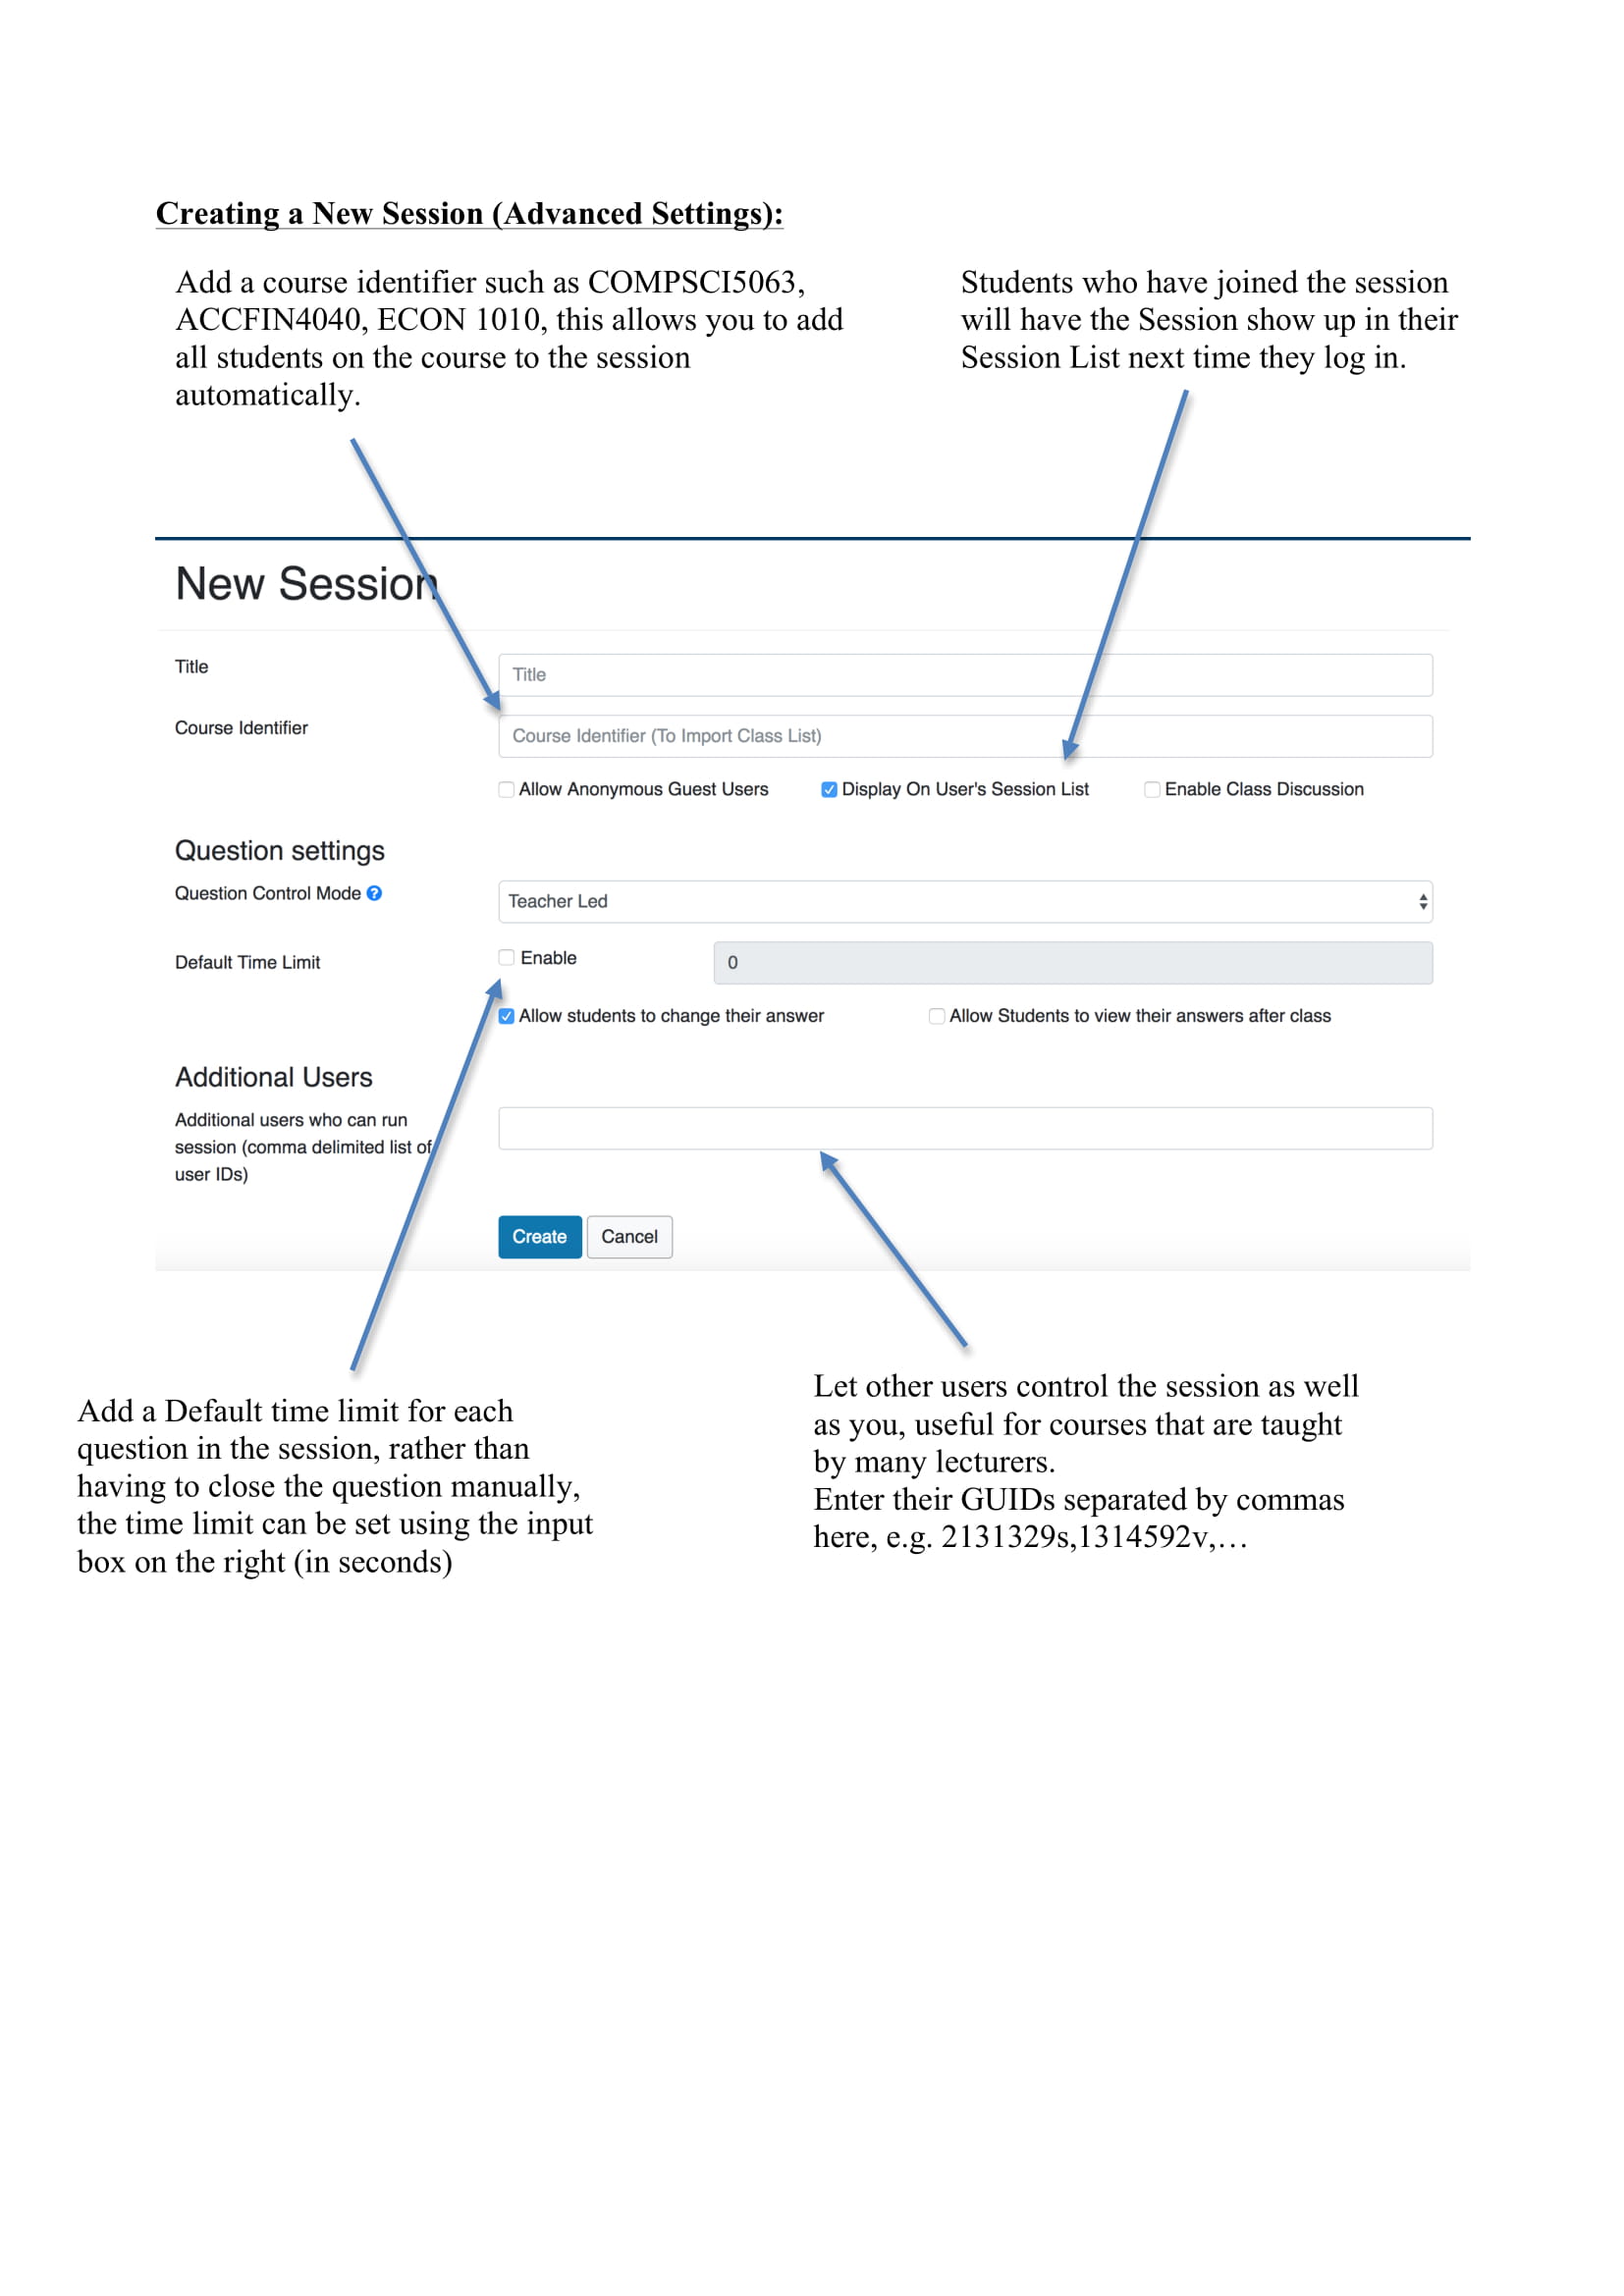 Creating a New Session (Advanced Settings):
Add a course identifier such as COMPSCI5063,
ACCFIN4040, ECON 1010, this allows you to add
all students on the course to the session
automatically.
Students who have joined the session
will have the Session show up in their
Session List next time they log in.
New Session
Title
Title
Course Identifier
Course Identifier (To Import Class List)
Allow Anonymous Guest Users
Display On User's Session List
Enable Class Discussion
Question settings
Question Control Mode ?
Teacher Led
Default Time Limit
Enable
0
Allow students to change their answer
Allow Students to view their answers after class
Additional Users
Additional users who can run
session (comma delimited list of
user IDs)
Create
Cancel
Add a Default time limit for each
question in the session, rather than
having to close the question manually,
the time limit can be set using the input
box on the right (in seconds)
Let other users control the session as well
as you, useful for courses that are taught
by many lecturers.
Enter their GUIDs separated by commas
here, e.g. 2131329s,1314592v,…